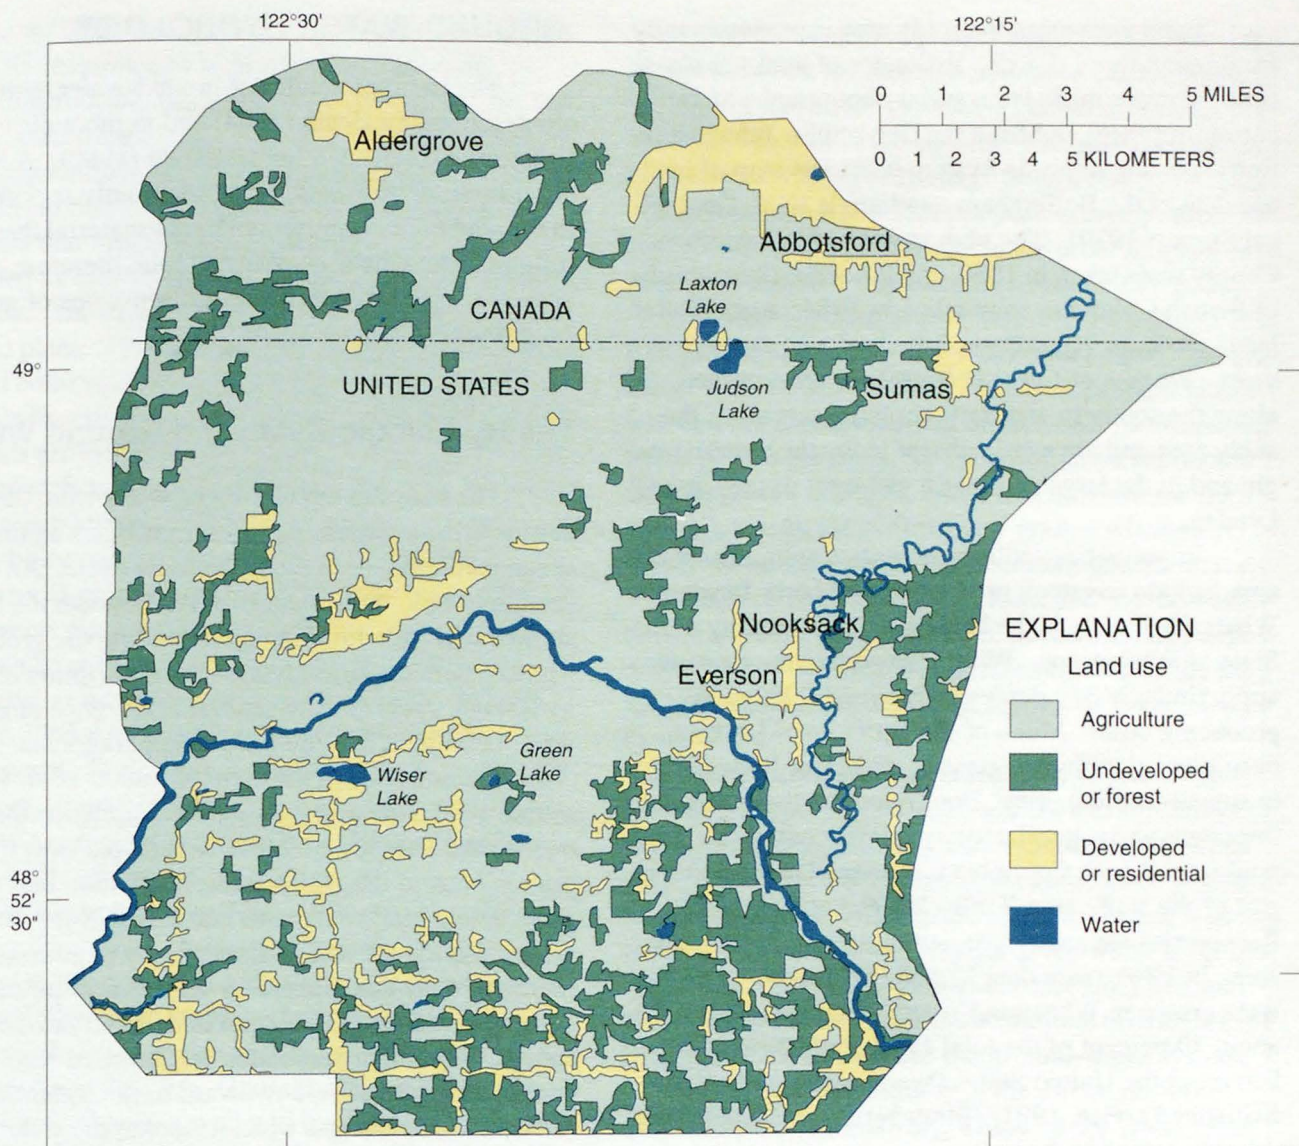 122°30'
122°15'
0 1 2 3 4 5 MILES
0 1 2 3 4 5 KILOMETERS
Aldergrove
Abbotsford
Laxton
Lake
CANADA
49°
UNITED STATES
Judson
Lake
Sumas
Nooksack
EXPLANATION
Land use
Everson
Agriculture
Green
Lake
Wiser
Lake
Undeveloped
or forest
Developed
or residential
48°
52'
30"
Water